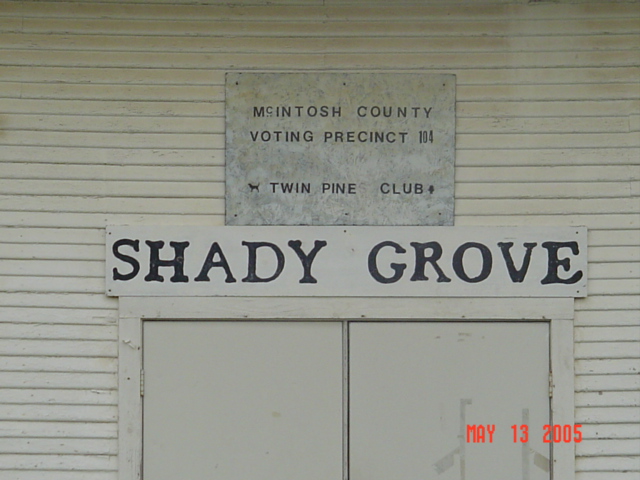 McINTOSH COUNTY
VOTING PRECINCT 104
TWIN PINE CLUB
SHADY GROVE
MAY 13 2005